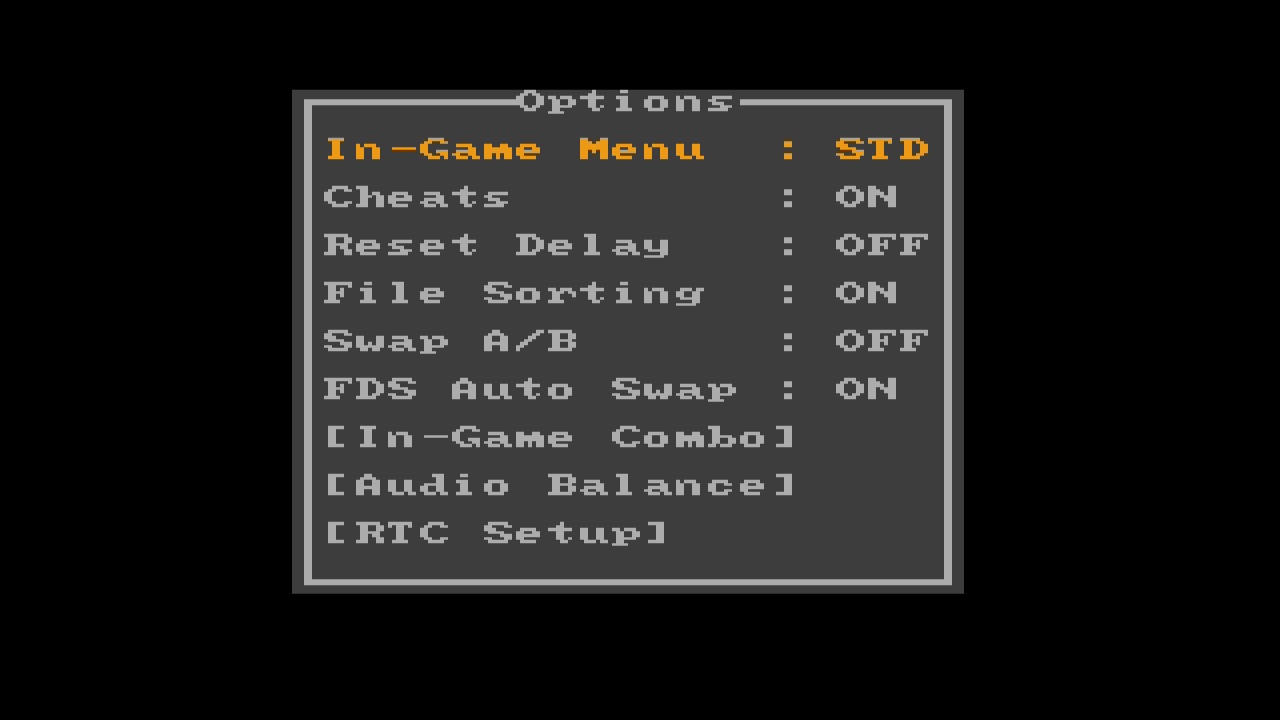 Options
In-Game Menu : STD
Cheats : ON
Reset Delay : OFF
File Sorting : ON
Swap A/B : OFF
FDS Auto Swap : ON
[In-Game Combo]
[Audio Balance]
[RTC Setup]